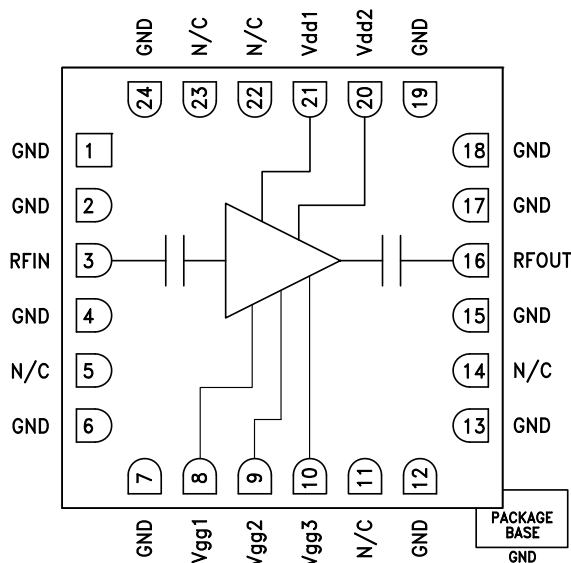 GND N/C N/C Vdd1 Vdd2 GND
24 23 22 21 20 19
GND 1 18 GND
GND 2 17 GND
RFIN 3 16 RFOUT
GND 4 15 GND
N/C 5 14 N/C
GND 6 13 GND
7 8 9 10 11 12
GND Vgg1 Vgg2 Vgg3 N/C GND
PACKAGE
BASE
GND